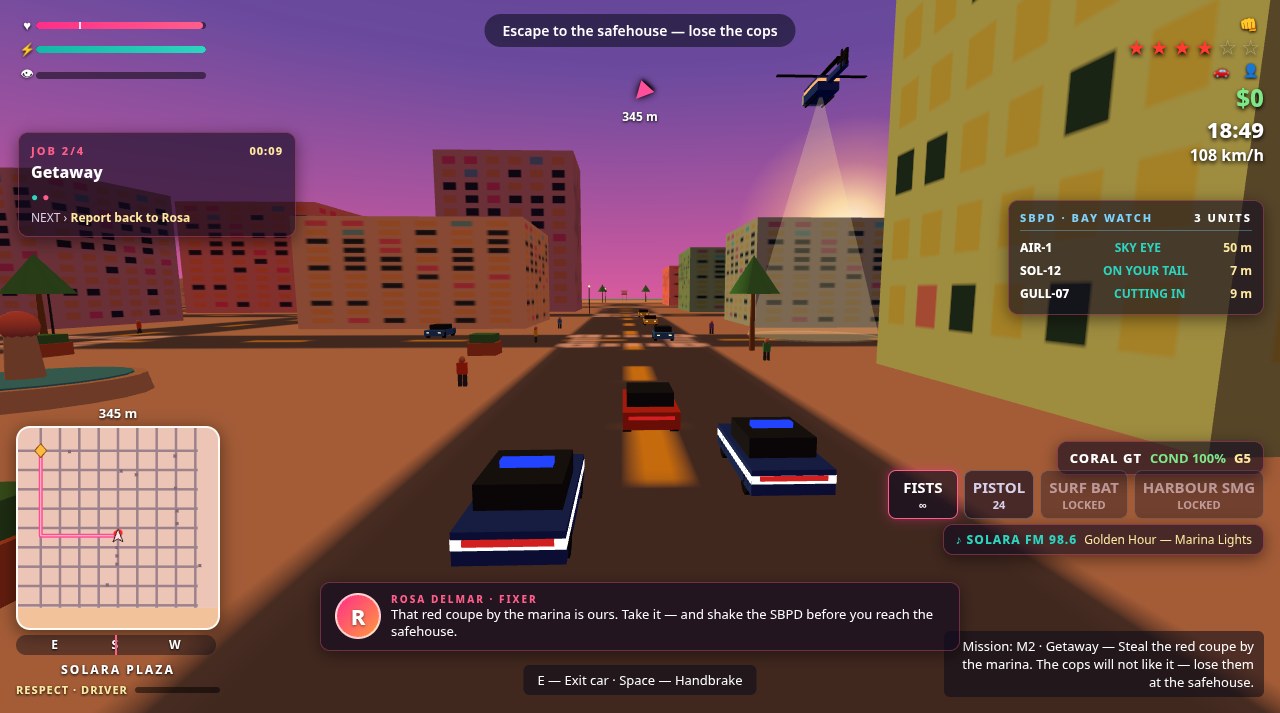 Escape to the safehouse — lose the cops
345 m
$0
18:49
108 km/h
JOB 2/4 00:09
Getaway
NEXT › Report back to Rosa
SBPD · BAY WATCH 3 UNITS
AIR-1 SKY EYE 50 m
SOL-12 ON YOUR TAIL 7 m
GULL-07 CUTTING IN 9 m
345 m
E S W
SOLARA PLAZA
RESPECT · DRIVER
CORAL GT COND 100% G5
FISTS PISTOL SURF BAT HARBOUR SMG
∞ 24 LOCKED LOCKED
♪ SOLARA FM 98.6 Golden Hour — Marina Lights
R
ROSA DELMAR · FIXER
That red coupe by the marina is ours. Take it — and shake the SBPD before you reach the
safehouse.
E — Exit car · Space — Handbrake
Mission: M2 · Getaway — Steal the red coupe by
the marina. The cops will not like it — lose them
at the safehouse.